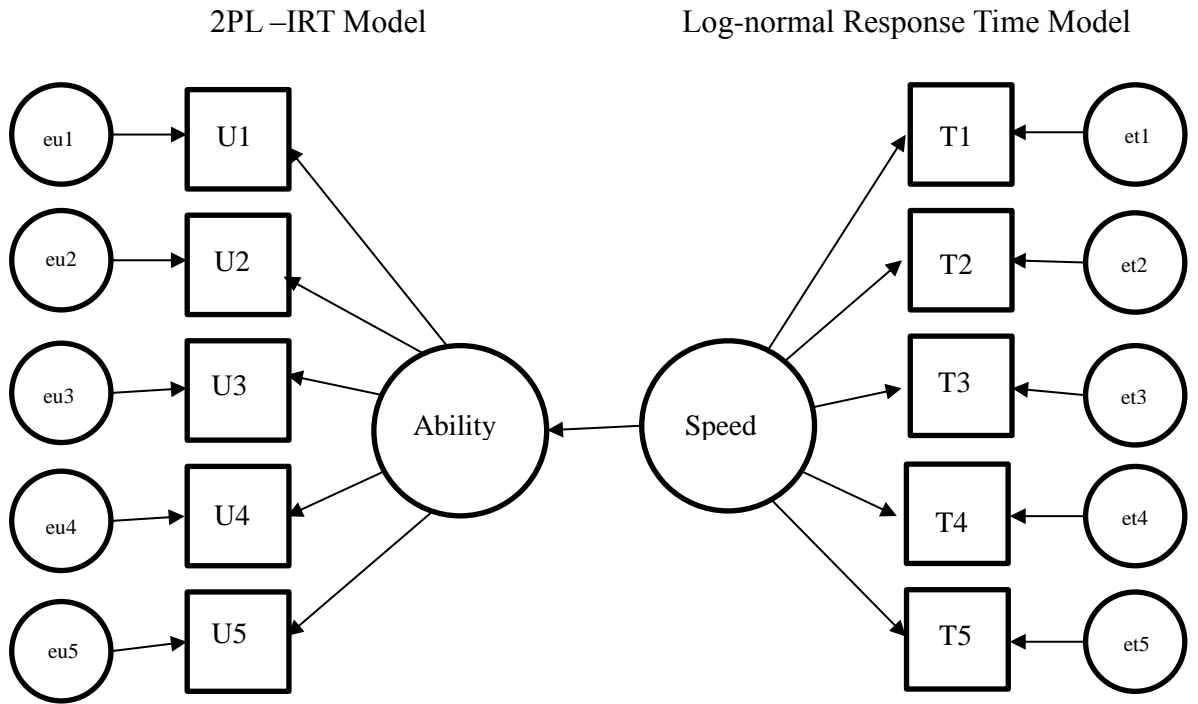 2PL –IRT Model
Log-normal Response Time Model
eu1
U1
T1
et1
eu2
U2
T2
et2
eu3
U3
T3
et3
Ability
Speed
eu4
U4
T4
et4
eu5
U5
T5
et5